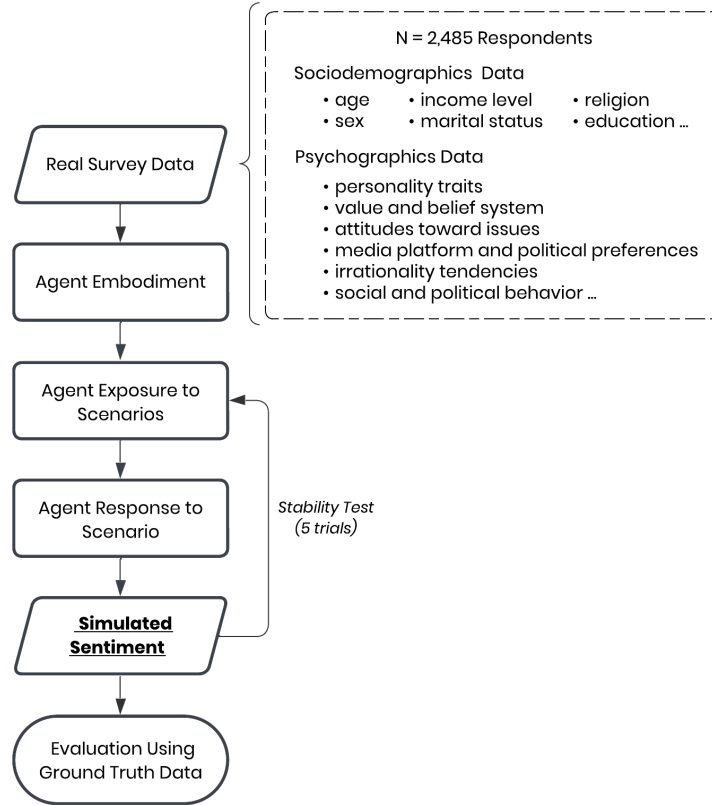 N = 2,485 Respondents
Sociodemographics Data
• age • income level • religion
• sex • marital status • education ...
Psychographics Data
• personality traits
• value and belief system
• attitudes toward issues
• media platform and political preferences
• irrationality tendencies
• social and political behavior ...
Real Survey Data
Agent Embodiment
Agent Exposure to
Scenarios
Agent Response to
Scenario
Stability Test
(5 trials)
Simulated
Sentiment
Evaluation Using
Ground Truth Data